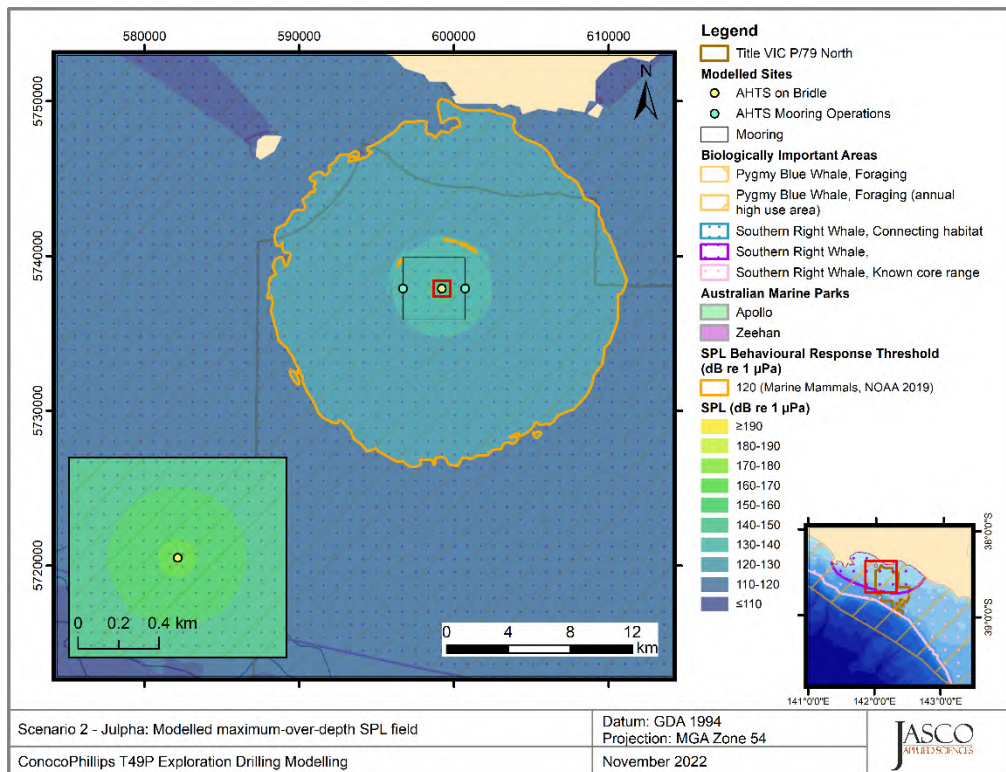 580000
590000
600000
610000
5750000
5740000
5730000
5720000
N
0
0.2
0.4 km
0
4
8
12
km
Legend
Title VIC P/79 North
Modelled Sites
AHTS on Bridle
AHTS Mooring Operations
Mooring
Biologically Important Areas
Pygmy Blue Whale, Foraging
Pygmy Blue Whale, Foraging (annual
high use area)
Southern Right Whale, Connecting habitat
Southern Right Whale,
Southern Right Whale, Known core range
Australian Marine Parks
Apollo
Zeehan
SPL Behavioural Response Threshold
(dB re 1 µPa)
120 (Marine Mammals, NOAA 2019)
SPL (dB re 1 µPa)
≥190
180-190
170-180
160-170
150-160
140-150
130-140
120-130
110-120
≤110
38°0'0"S
39°0'0"S
141°0'0"E
142°0'0"E
143°0'0"E
Scenario 2 - Julpha: Modelled maximum-over-depth SPL field
ConocoPhillips T49P Exploration Drilling Modelling
Datum: GDA 1994
Projection: MGA Zone 54
November 2022
JASCO
APPLIED SCIENCES